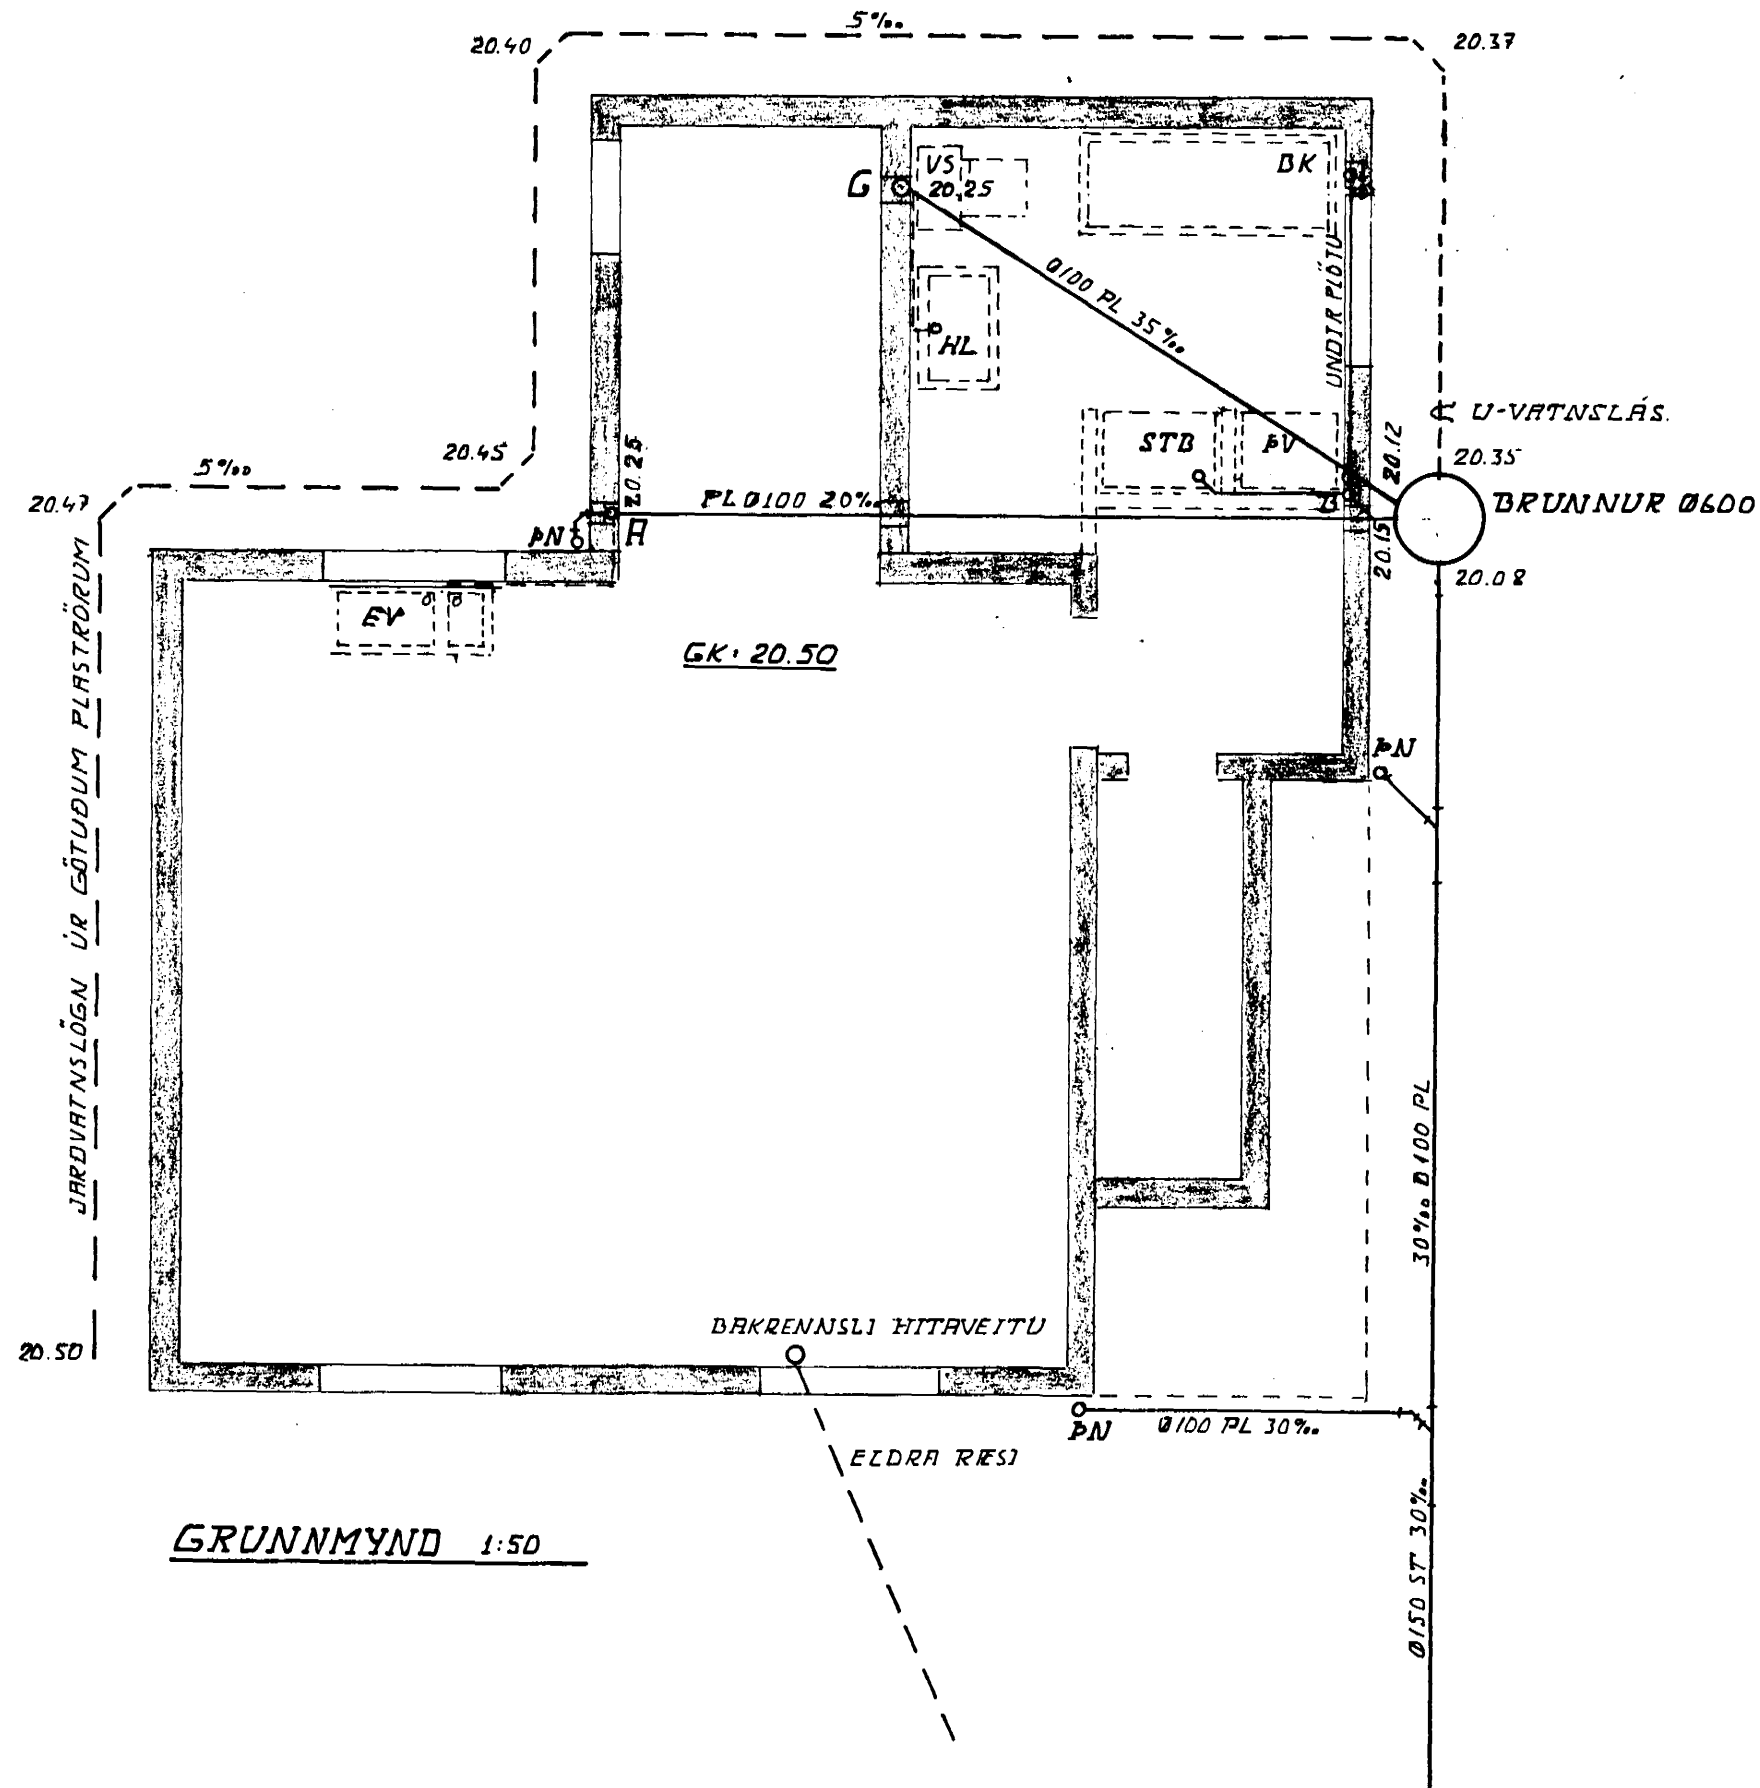 5‰
20.40
20.37
VS
20.25
BK
G
Ø100 PL 35‰
UNDIR PLÖTU
HL
U-VATNSLÁS.
20.45
5‰
20.25
STB
ÞV
20.12
20.35
20.47
PL Ø100 20‰
B
BRUNNUR Ø600
ÞN
A
20.15
20.08
EV
GK: 20.50
JARÐVATNSLÖGN ÚR GÖTUÐUM PLASTRÖRUM
ÞN
30‰ Ø100 PL
BAKRENNSLI HITAVEITU
20.50
ÞN
Ø100 PL 30‰
ELDRA RÆSI
GRUNNMYND 1:50
Ø150 ST 30‰